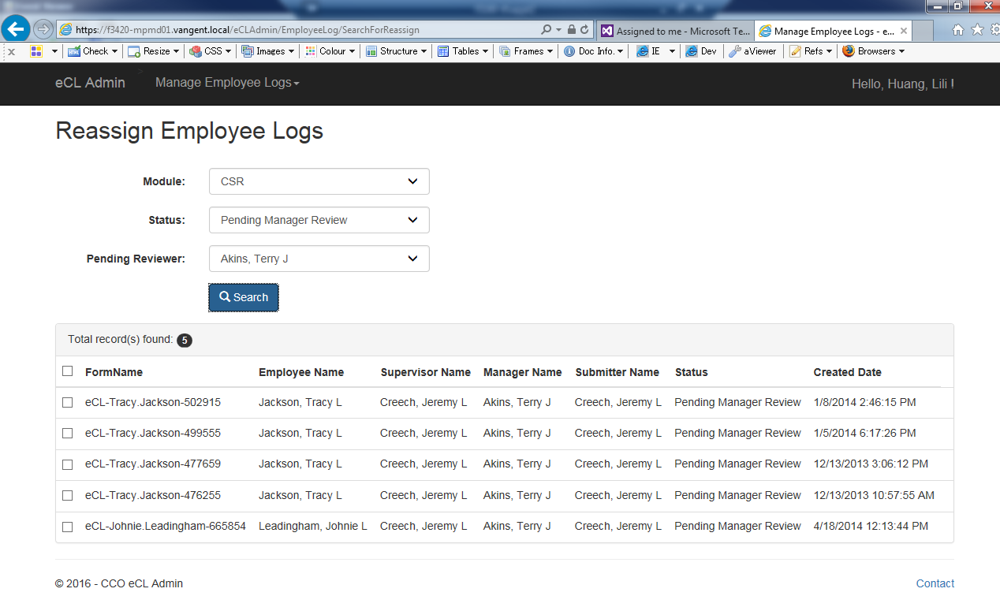 https://f3420-mpmd01.vangent.local/eCLAdmin/EmployeeLog/SearchForReassign
Assigned to me - Microsoft Te...
Manage Employee Logs - e...
Check Resize CSS Images Colour Structure Tables Frames Doc Info. IE Dev aViewer Refs Browsers
eCL Admin > Manage Employee Logs Hello, Huang, Lili !
Reassign Employee Logs
Module: CSR
Status: Pending Manager Review
Pending Reviewer: Akins, Terry J
Search
Total record(s) found: 5
FormName Employee Name Supervisor Name Manager Name Submitter Name Status Created Date
eCL-Tracy.Jackson-502915 Jackson, Tracy L Creech, Jeremy L Akins, Terry J Creech, Jeremy L Pending Manager Review 1/8/2014 2:46:15 PM
eCL-Tracy.Jackson-499555 Jackson, Tracy L Creech, Jeremy L Akins, Terry J Creech, Jeremy L Pending Manager Review 1/5/2014 6:17:26 PM
eCL-Tracy.Jackson-477659 Jackson, Tracy L Creech, Jeremy L Akins, Terry J Creech, Jeremy L Pending Manager Review 12/13/2013 3:06:12 PM
eCL-Tracy.Jackson-476255 Jackson, Tracy L Creech, Jeremy L Akins, Terry J Creech, Jeremy L Pending Manager Review 12/13/2013 10:57:55 AM
eCL-Johnie.Leadingham-665854 Leadingham, Johnie L Creech, Jeremy L Akins, Terry J Creech, Jeremy L Pending Manager Review 4/18/2014 12:13:44 PM
© 2016 - CCO eCL Admin Contact